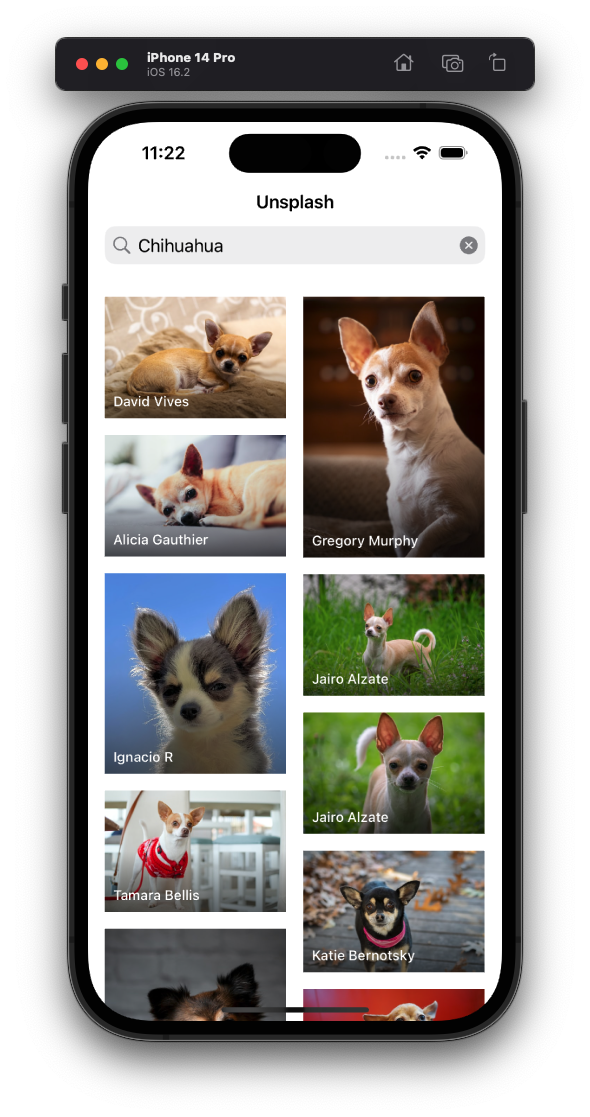 iPhone 14 Pro
iOS 16.2
11:22
Unsplash
Chihuahua
David Vives
Gregory Murphy
Alicia Gauthier
Jairo Alzate
Ignacio R
Jairo Alzate
Tamara Bellis
Katie Bernotsky